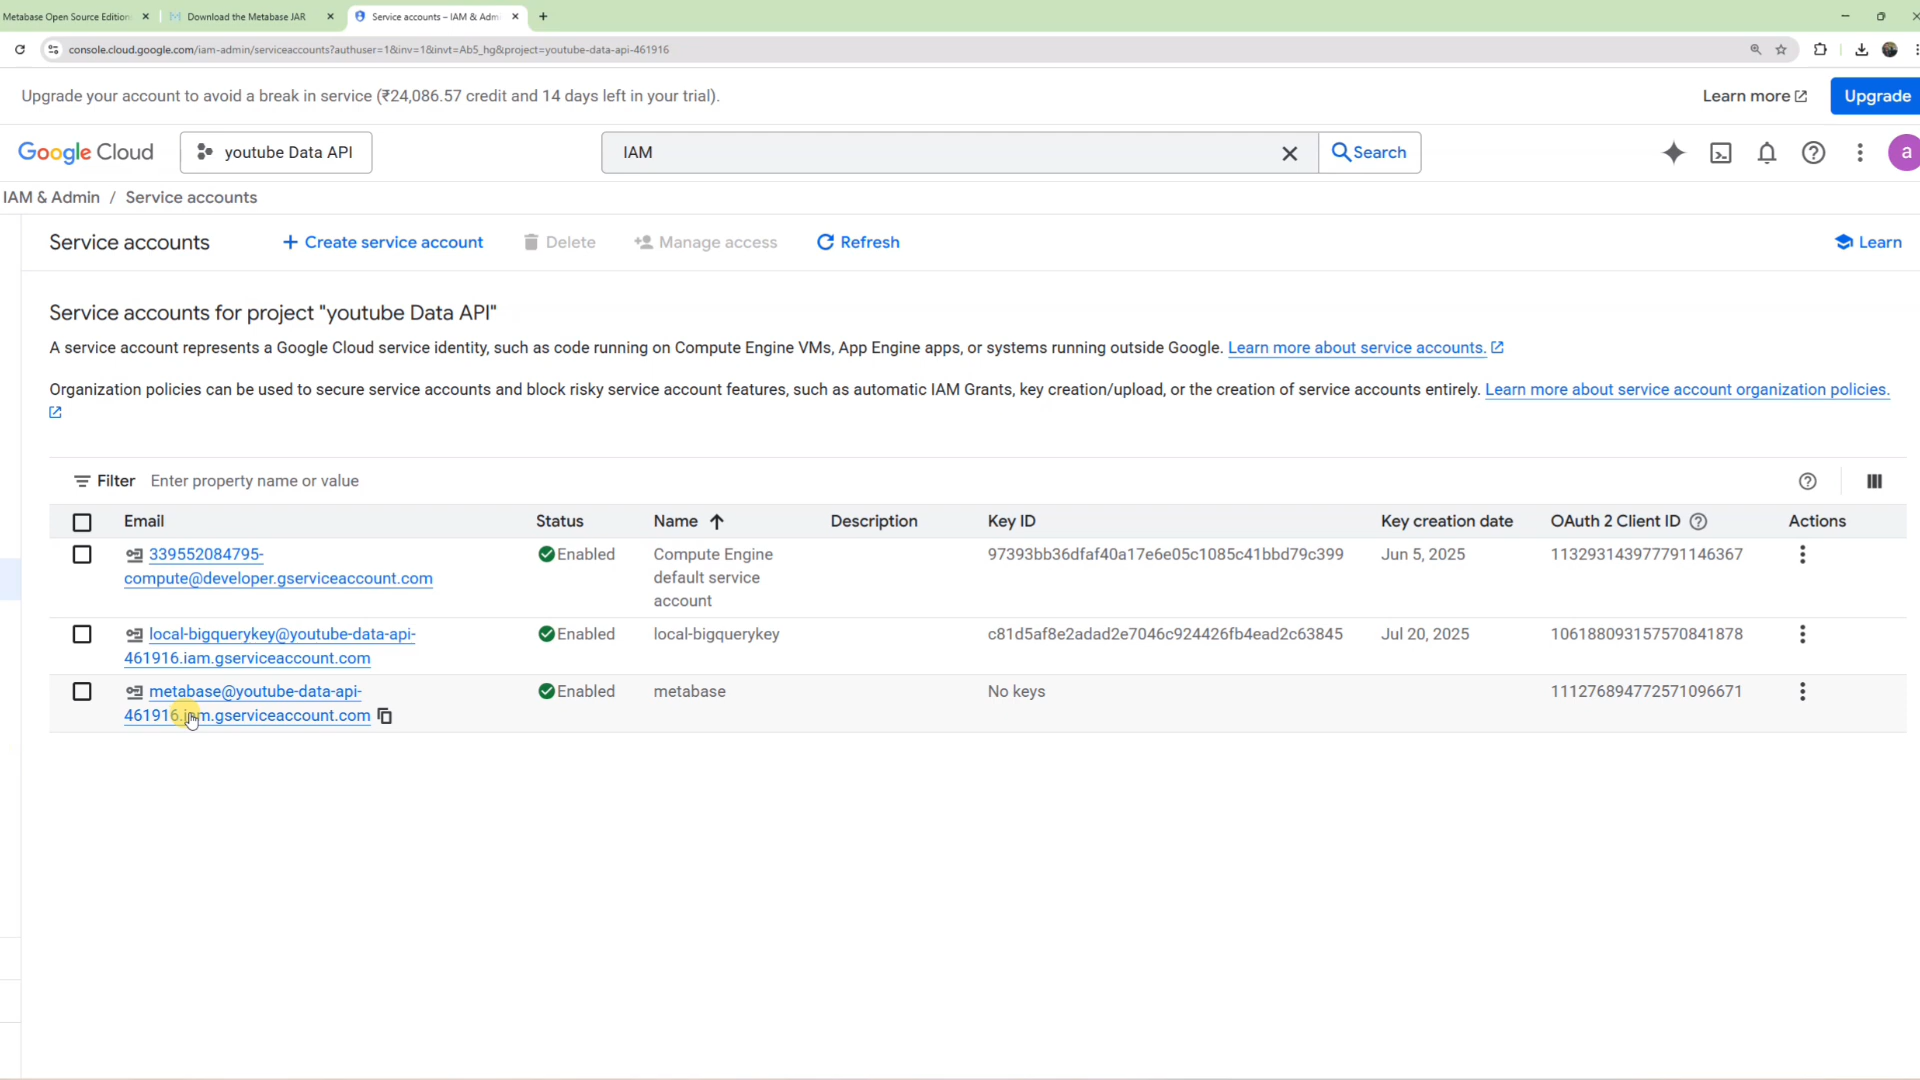 Metabase Open Source Edition
Download the Metabase JAR
Service accounts – IAM & Adm
console.cloud.google.com/iam-admin/serviceaccounts?authuser=1&inv=1&invt=Ab5_hg&project=youtube-data-api-461916
Upgrade your account to avoid a break in service (₹24,086.57 credit and 14 days left in your trial).
Learn more
Upgrade
Google Cloud
youtube Data API
IAM
Search
a
IAM & Admin / Service accounts
Service accounts
Create service account
Delete
Manage access
Refresh
Learn
Service accounts for project "youtube Data API"
A service account represents a Google Cloud service identity, such as code running on Compute Engine VMs, App Engine apps, or systems running outside Google. Learn more about service accounts.
Organization policies can be used to secure service accounts and block risky service account features, such as automatic IAM Grants, key creation/upload, or the creation of service accounts entirely. Learn more about service account organization policies.
Filter Enter property name or value
Email Status Name Description Key ID Key creation date OAuth 2 Client ID Actions
339552084795- Enabled Compute Engine 97393bb36dfaf40a17e6e05c1085c41bbd79c399 Jun 5, 2025 113293143977791146367
compute@developer.gserviceaccount.com default service
account
local-bigquerykey@youtube-data-api- Enabled local-bigquerykey c81d5af8e2adad2e7046c924426fb4ead2c63845 Jul 20, 2025 106188093157570841878
461916.iam.gserviceaccount.com
metabase@youtube-data-api- Enabled metabase No keys 111276894772571096671
461916.iam.gserviceaccount.com